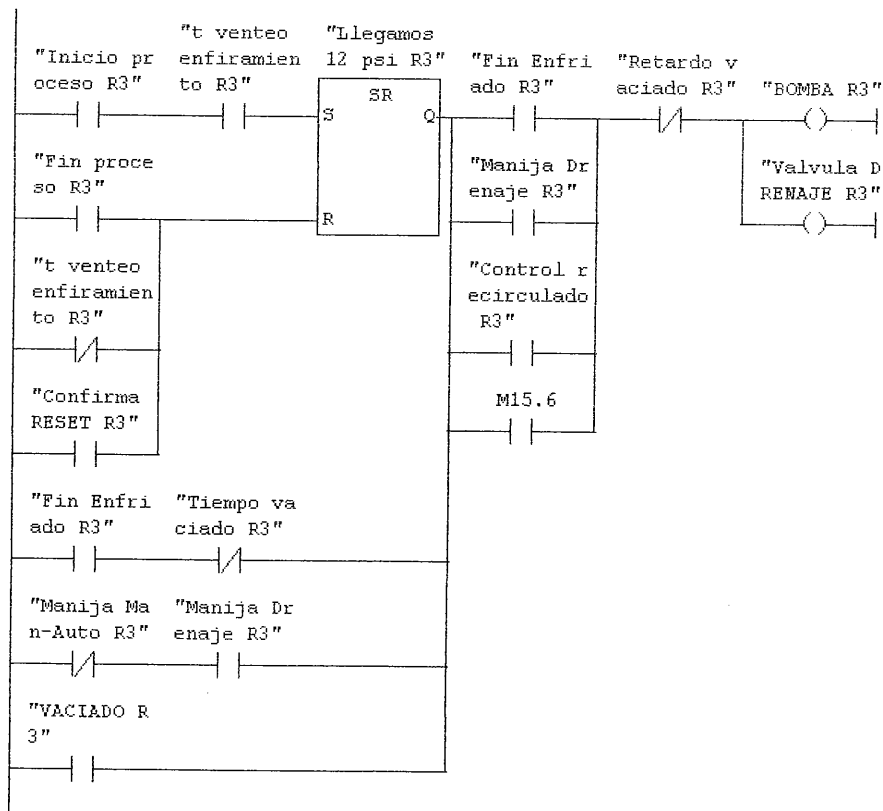 "Inicio pr
oceso R3"
"t venteo
enfiramien
to R3"
"Llegamos
12 psi R3"
SR
S
Q
R
"Fin Enfri
ado R3"
"Retardo v
aciado R3"
"BOMBA R3"
"Fin proce
so R3"
"Manija Dr
enaje R3"
"Valvula D
RENAJE R3"
"t venteo
enfiramien
to R3"
"Control r
ecirculado
R3"
"Confirma
RESET R3"
M15.6
"Fin Enfri
ado R3"
"Tiempo va
ciado R3"
"Manija Ma
n-Auto R3"
"Manija Dr
enaje R3"
"VACIADO R
3"